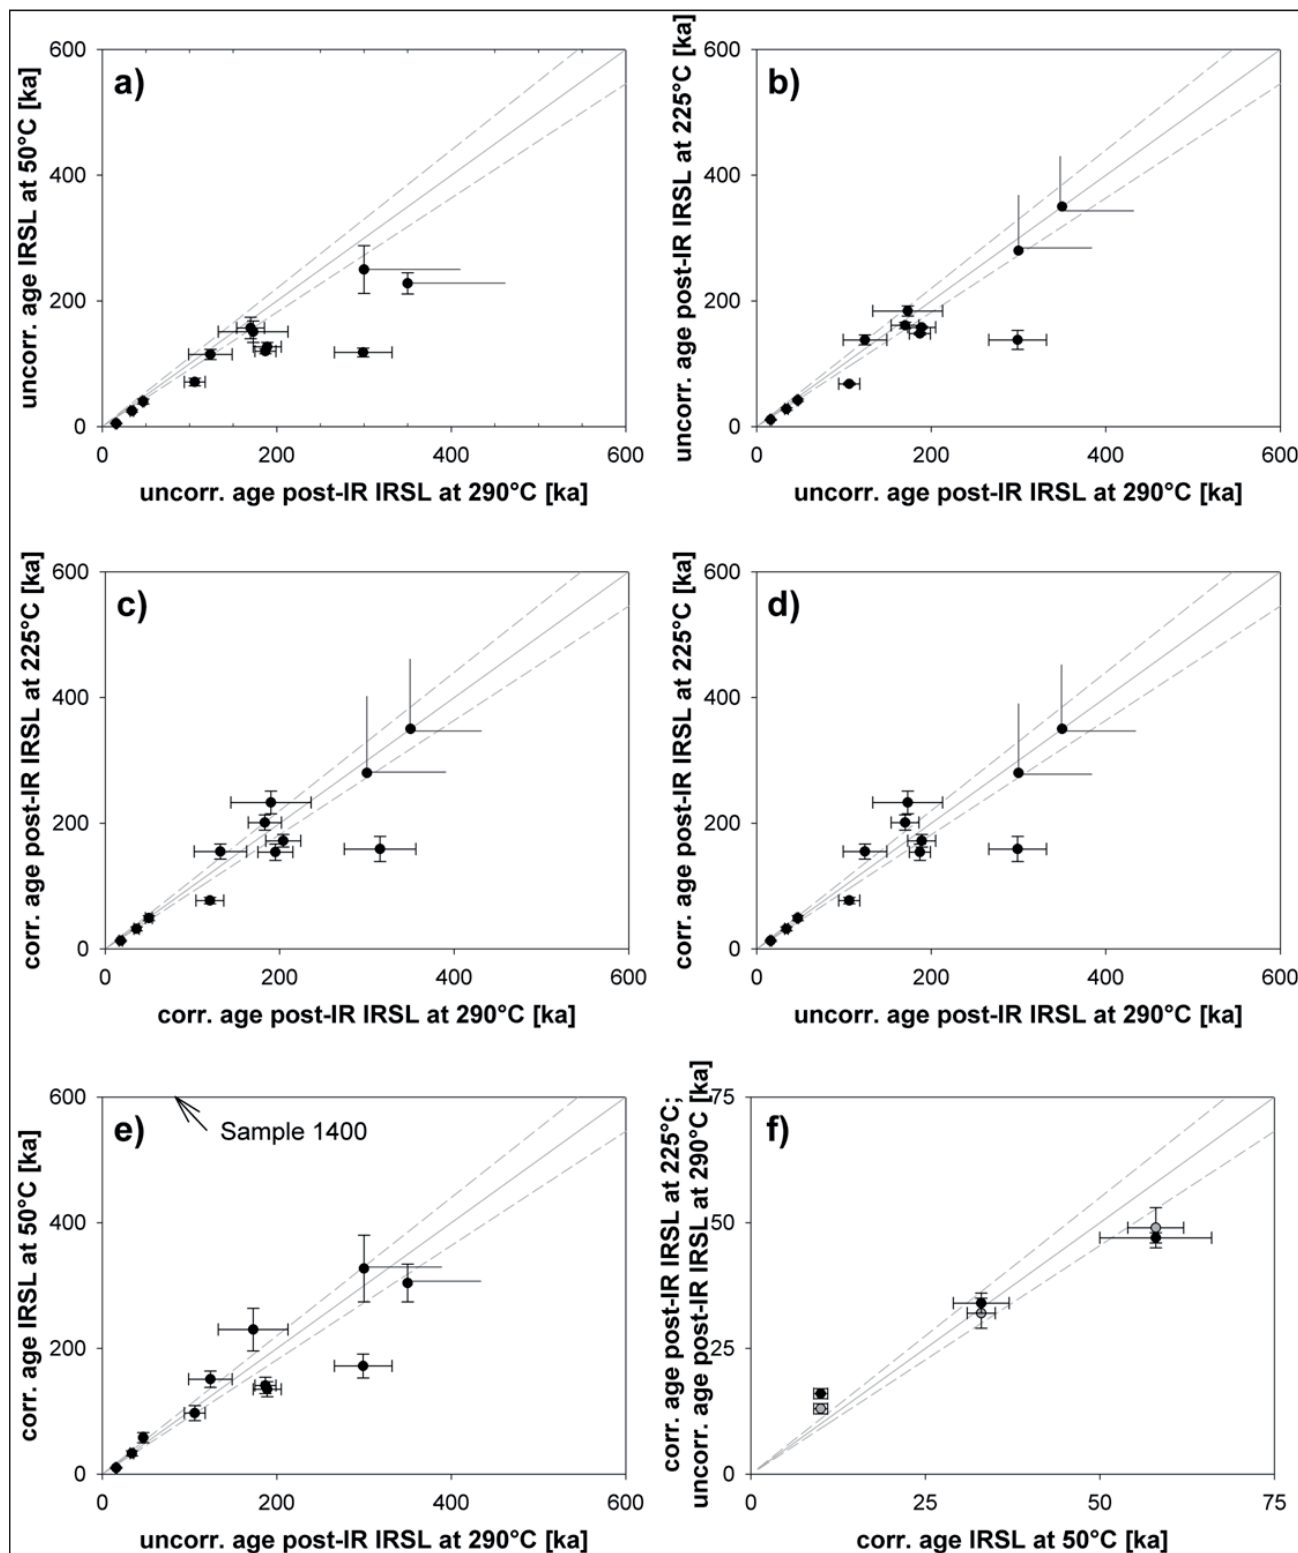 a)
uncorr. age IRSL at 50°C [ka]
600
400
200
0
0 200 400 600
uncorr. age post-IR IRSL at 290°C [ka]
b)
uncorr. age post-IR IRSL at 225°C [ka]
600
400
200
0
0 200 400 600
uncorr. age post-IR IRSL at 290°C [ka]
c)
corr. age post-IR IRSL at 225°C [ka]
600
400
200
0
0 200 400 600
corr. age post-IR IRSL at 290°C [ka]
d)
corr. age post-IR IRSL at 225°C [ka]
600
400
200
0
0 200 400 600
uncorr. age post-IR IRSL at 290°C [ka]
e)
Sample 1400
corr. age IRSL at 50°C [ka]
600
400
200
0
0 200 400 600
uncorr. age post-IR IRSL at 290°C [ka]
f)
corr. age post-IR IRSL at 225°C;
uncorr. age post-IR IRSL at 290°C [ka]
75
50
25
0
0 25 50 75
corr. age IRSL at 50°C [ka]